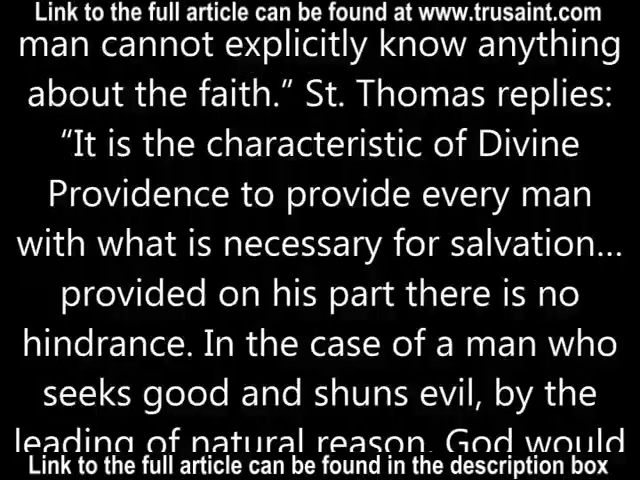 Link to the full article can be found at www.trusaint.com
man cannot explicitly know anything
about the faith.” St. Thomas replies:
“It is the characteristic of Divine
Providence to provide every man
with what is necessary for salvation…
provided on his part there is no
hindrance. In the case of a man who
seeks good and shuns evil, by the
leading of natural reason, God would
Link to the full article can be found in the description box